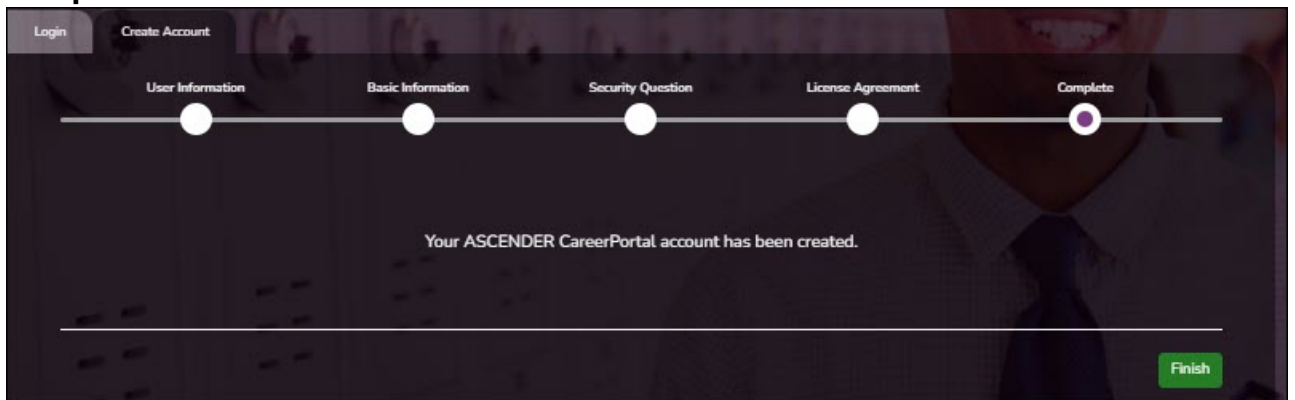 Login Create Account
User Information Basic Information Security Question License Agreement Complete
Your ASCENDER CareerPortal account has been created.
Finish